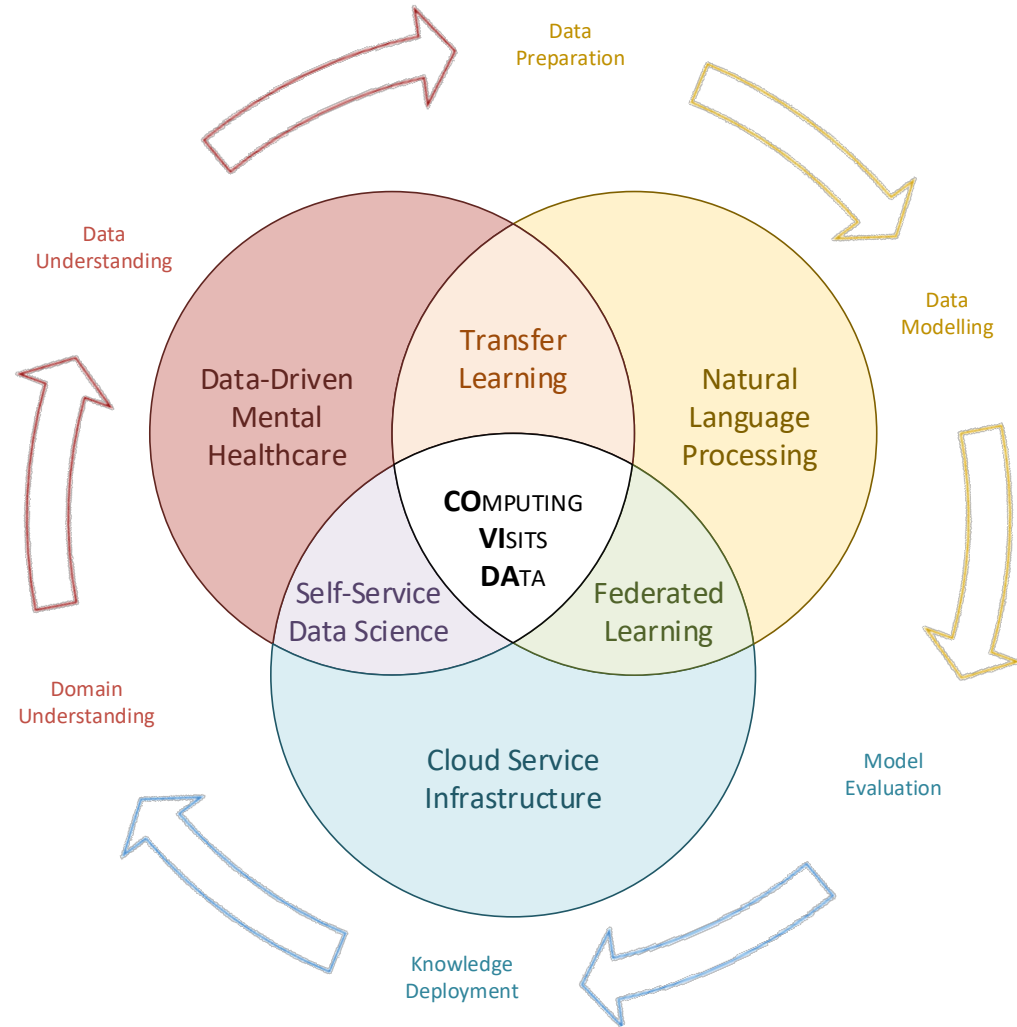 Data
Preparation
Data
Understanding
Data
Modelling
Transfer
Learning
Data-Driven
Mental
Healthcare
Natural
Language
Processing
COMPUTING
VISITS
DATA
Self-Service
Data Science
Federated
Learning
Domain
Understanding
Cloud Service
Infrastructure
Model
Evaluation
Knowledge
Deployment